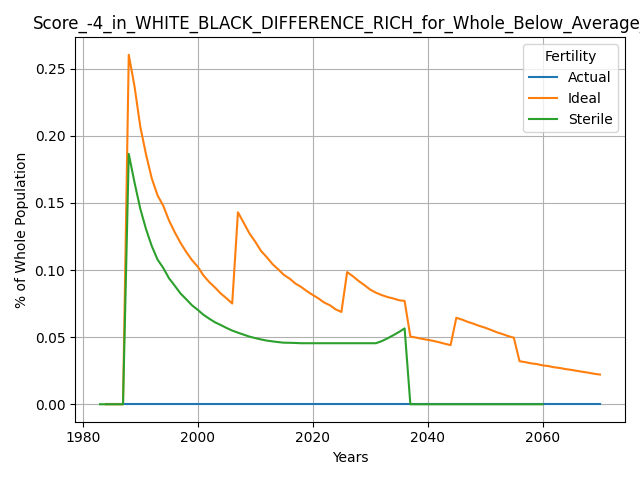 Score_-4_in_WHITE_BLACK_DIFFERENCE_RICH_for_Whole_Below_Average_
Fertility
Actual
Ideal
Sterile
% of Whole Population
0.25
0.20
0.15
0.10
0.05
0.00
1980 2000 2020 2040 2060
Years